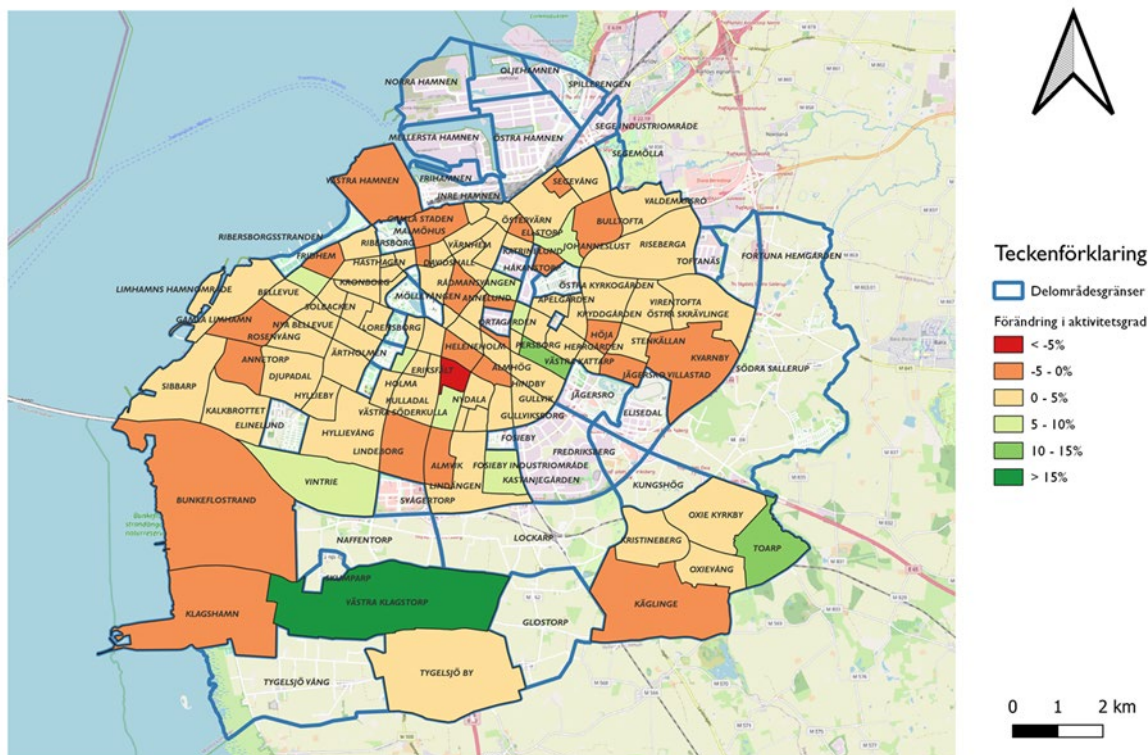 NORRA HAMNEN
OLJEHAMNEN
SPILLEPENGEN
MELLERSTA HAMNEN
ÖSTRA HAMNEN
SEGE INDUSTRIOMRÅDE
SEGEMÖLLA
FRIHAMNEN
INRE HAMNEN
VÄSTRA HAMNEN
SEGEVÅNG
VALDEMARSRO
GAMLA STADEN
MALMÖHUS
ÖSTERVÄRN
ELLSTORP
BULLTOFTA
RIBERSBORGSSTRANDEN
RIBERSBORG
VÄRNHEM
KATRINELUND
JOHANNESLUST
RISEBERGA
FRIDHEM
HÄSTHAGEN
DAVIDSHALL
HÅKANSTORP
TOFTANÄS
FORTUNA HEMGÅRDEN
LIMHAMNS HAMNOMRÅDE
BELLEVUE
KRONBORG
RÅDMANSVÅNGEN
ÖSTRA KYRKOGÅRDEN
SOLBACKEN
MÖLLEVÅNGEN
ANNELUND
APELGÅRDEN
VIRENTOFTA
GAMLA LIMHAMN
NYA BELLEVUE
LORENSBORG
ÖRTAGÅRDEN
KRYDDGÅRDEN
ÖSTRA SKRÄVLINGE
ROSENVÅNG
HÖJA
ÄRTHOLMEN
HELENEHOLM
PERSBORG
HERRGÅRDEN
STENKÄLLAN
KVARNBY
ANNETORP
ERIKSFÄLT
ALMHÖG
VÄSTRA KATTARP
SIBBARP
DJUPADAL
HOLMA
NYDALA
HINDBY
JÄGERSRO VILLASTAD
SÖDRA SALLERUP
HYLLIEBY
KULLADAL
GULLVIK
JÄGERSRO
KALKBROTTET
VÄSTRA SÖDERKULLA
GULLVIKSBORG
ELISEDAL
ELINELUND
HYLLIEVÅNG
FOSIEBY
LINDEBORG
ALMVIK
FOSIEBY INDUSTRIOMRÅDE
FREDRIKSBERG
VINTRIE
LINDÄNGEN
KASTANJEGÅRDEN
KUNGSHÖG
BUNKEFLOSTRAND
SVÅGERTORP
OXIE KYRKBY
NAFFENTORP
LOCKARP
KRISTINEBERG
TOARP
OXIEVÅNG
SKUMPARP
VÄSTRA KLAGSTORP
KLAGSHAMN
GLOSTORP
KÄGLINGE
TYGELSJÖ VÅNG
TYGELSJÖ BY
Teckenförklaring
Delområdesgränser
Förändring i aktivitetsgrad
< -5%
-5 - 0%
0 - 5%
5 - 10%
10 - 15%
> 15%
0 1 2 km